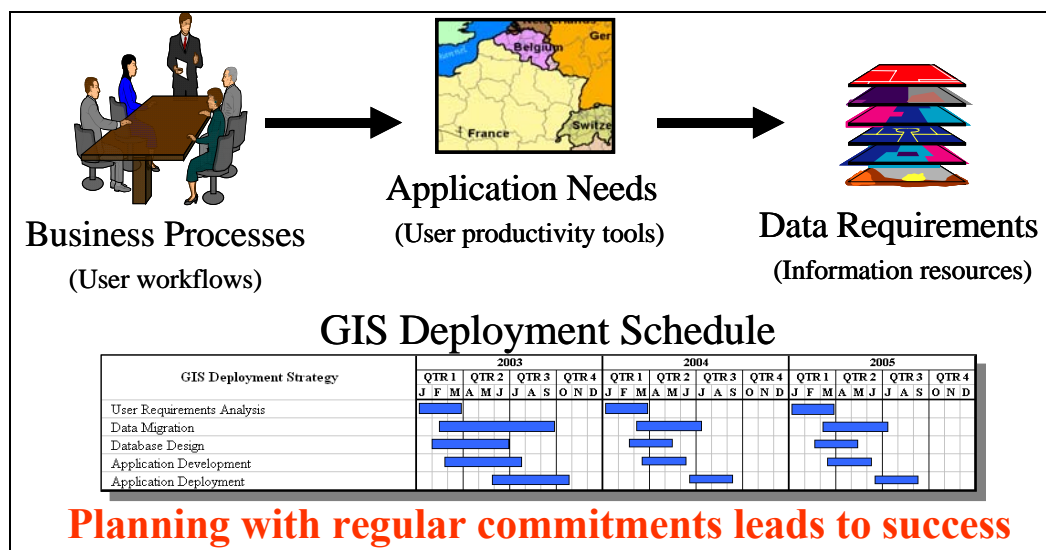 Netherlands
Belgium
Ger
France
Switze
Business Processes
(User workflows)
Application Needs
(User productivity tools)
Data Requirements
(Information resources)
GIS Deployment Schedule
GIS Deployment Strategy
2003 2004 2005
QTR 1 QTR 2 QTR 3 QTR 4 QTR 1 QTR 2 QTR 3 QTR 4 QTR 1 QTR 2 QTR 3 QTR 4
J F M A M J J A S O N D J F M A M J J A S O N D J F M A M J J A S O N D
User Requirements Analysis
Data Migration
Database Design
Application Development
Application Deployment
Planning with regular commitments leads to success